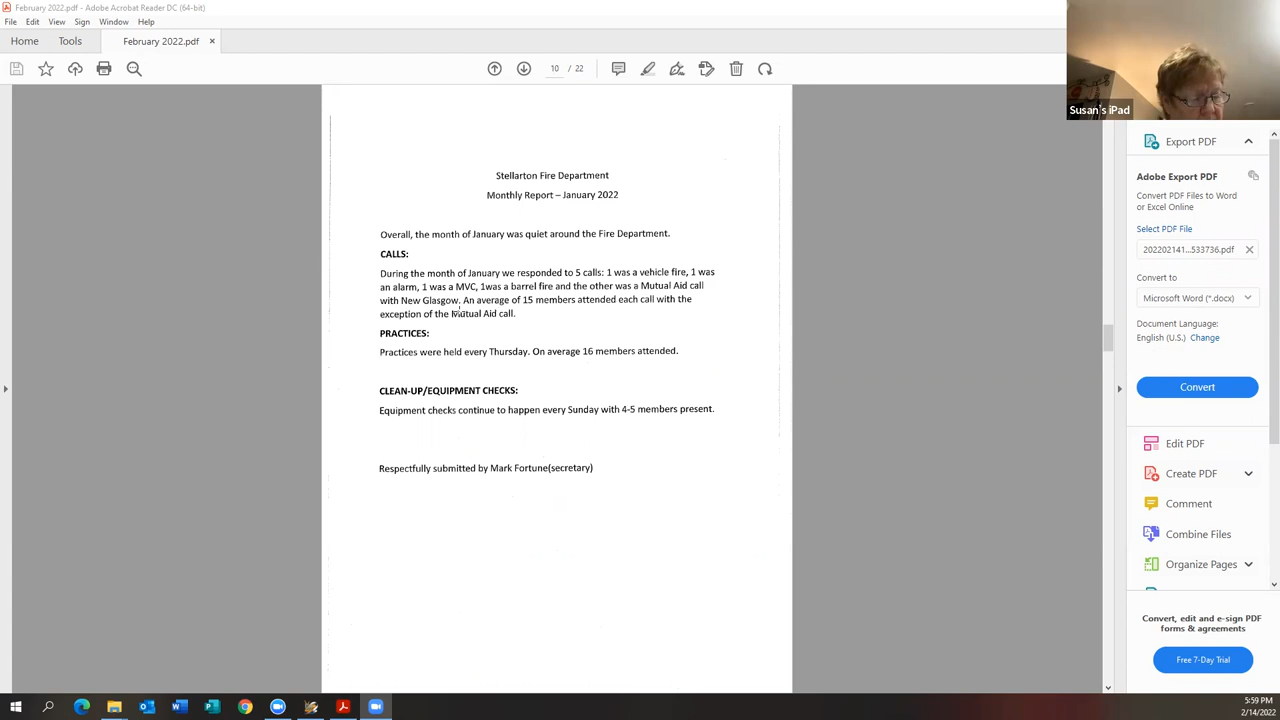 February 2022.pdf - Adobe Acrobat Reader DC (64-bit)
File Edit View Sign Window Help
Home Tools February 2022.pdf ×
10 / 22
Susan's iPad
Stellarton Fire Department
Monthly Report – January 2022
Overall, the month of January was quiet around the Fire Department.
CALLS:
During the month of January we responded to 5 calls: 1 was a vehicle fire, 1 was
an alarm, 1 was a MVC, 1was a barrel fire and the other was a Mutual Aid call
with New Glasgow. An average of 15 members attended each call with the
exception of the Mutual Aid call.
PRACTICES:
Practices were held every Thursday. On average 16 members attended.
CLEAN-UP/EQUIPMENT CHECKS:
Equipment checks continue to happen every Sunday with 4-5 members present.
Respectfully submitted by Mark Fortune(secretary)
Export PDF
Adobe Export PDF
Convert PDF Files to Word
or Excel Online
Select PDF File
202202141...533736.pdf
Convert to
Microsoft Word (*.docx)
Document Language:
English (U.S.) Change
Convert
Edit PDF
Create PDF
Comment
Combine Files
Organize Pages
Convert, edit and e-sign PDF
forms & agreements
Free 7-Day Trial
5:59 PM
2/14/2022